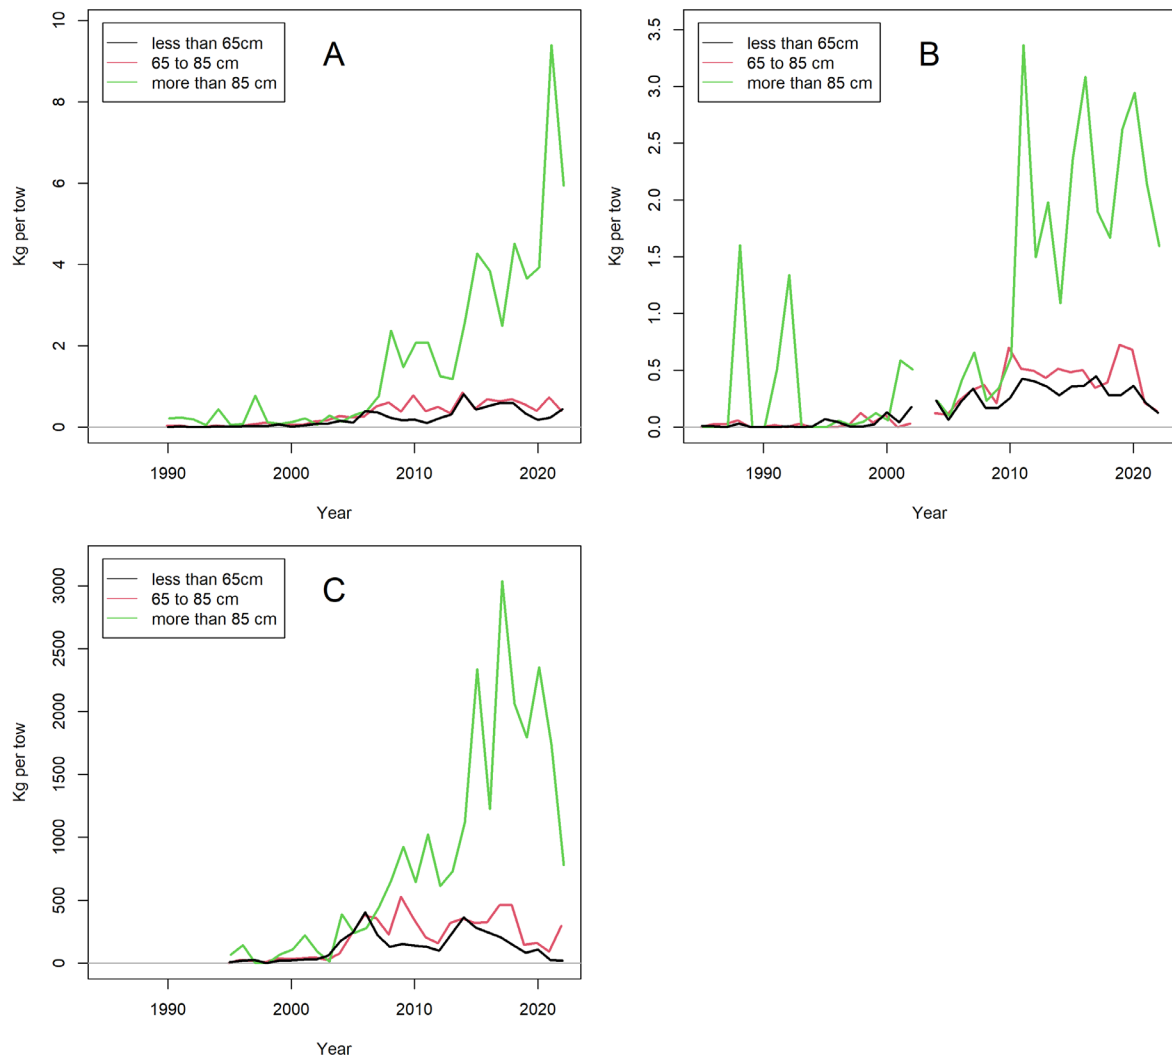 less than 65cm
65 to 85 cm
more than 85 cm
A
Kg per tow
0
2
4
6
8
10
1990
2000
2010
2020
Year
less than 65cm
65 to 85 cm
more than 85 cm
B
Kg per tow
0.0
0.5
1.0
1.5
2.0
2.5
3.0
3.5
1990
2000
2010
2020
Year
less than 65cm
65 to 85 cm
more than 85 cm
C
Kg per tow
0
500
1000
1500
2000
2500
3000
1990
2000
2010
2020
Year